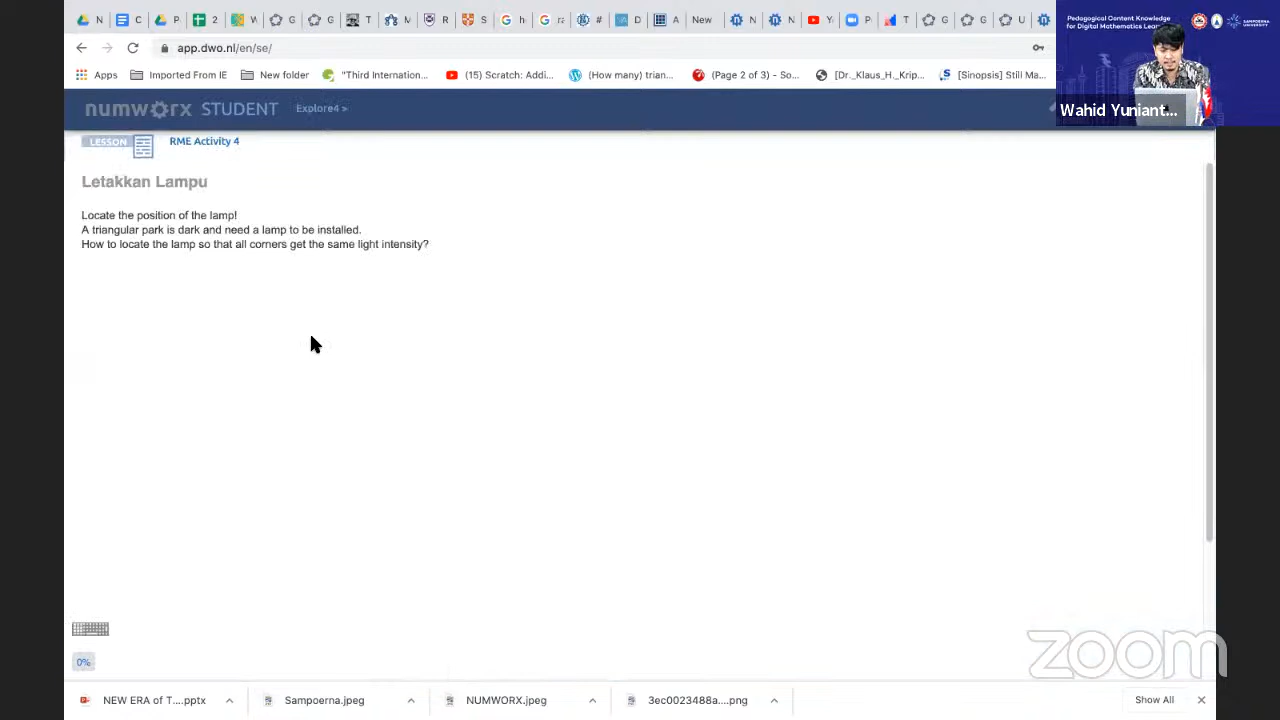 app.dwo.nl/en/se/
Apps
Imported From IE
New folder
"Third Internation...
(15) Scratch: Addi...
(How many) trian...
(Page 2 of 3) - So...
[Dr._Klaus_H._Krip...
[Sinopsis] Still Ma...
Pedagogical Content Knowledge
for Digital Mathematics Lear
Wahid Yuniant...
numworx STUDENT
Explore4 »
LESSON
RME Activity 4
Letakkan Lampu
Locate the position of the lamp!
A triangular park is dark and need a lamp to be installed.
How to locate the lamp so that all corners get the same light intensity?
0%
zoom
NEW ERA of T....pptx
Sampoerna.jpeg
NUMWORX.jpeg
3ec0023488a....png
Show All